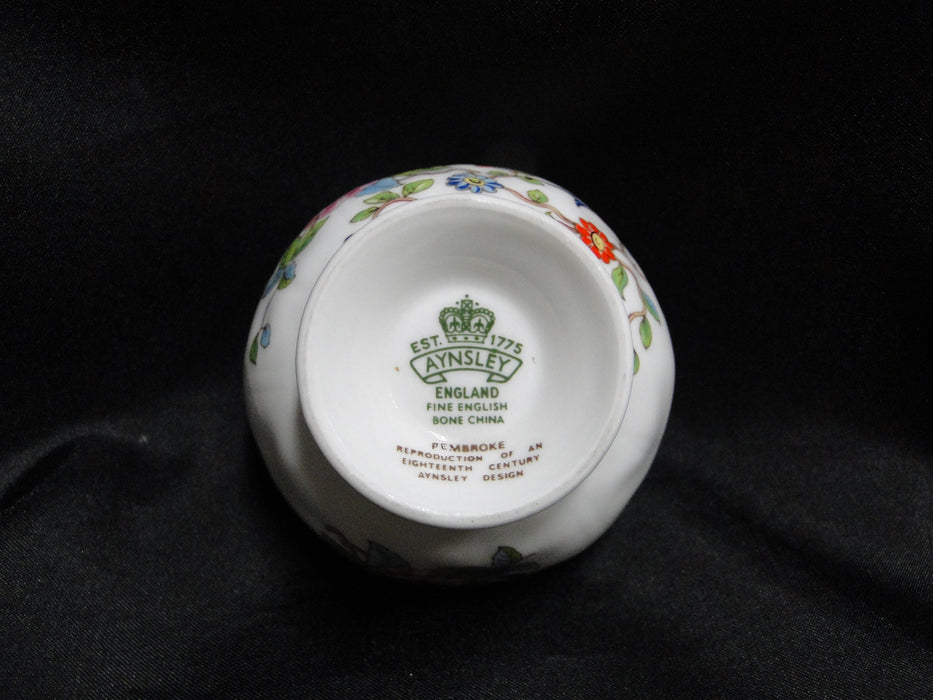 EST. 1775
AYNSLEY
ENGLAND
FINE ENGLISH
BONE CHINA
PEMBROKE
REPRODUCTION OF AN
EIGHTEENTH CENTURY
AYNSLEY DESIGN